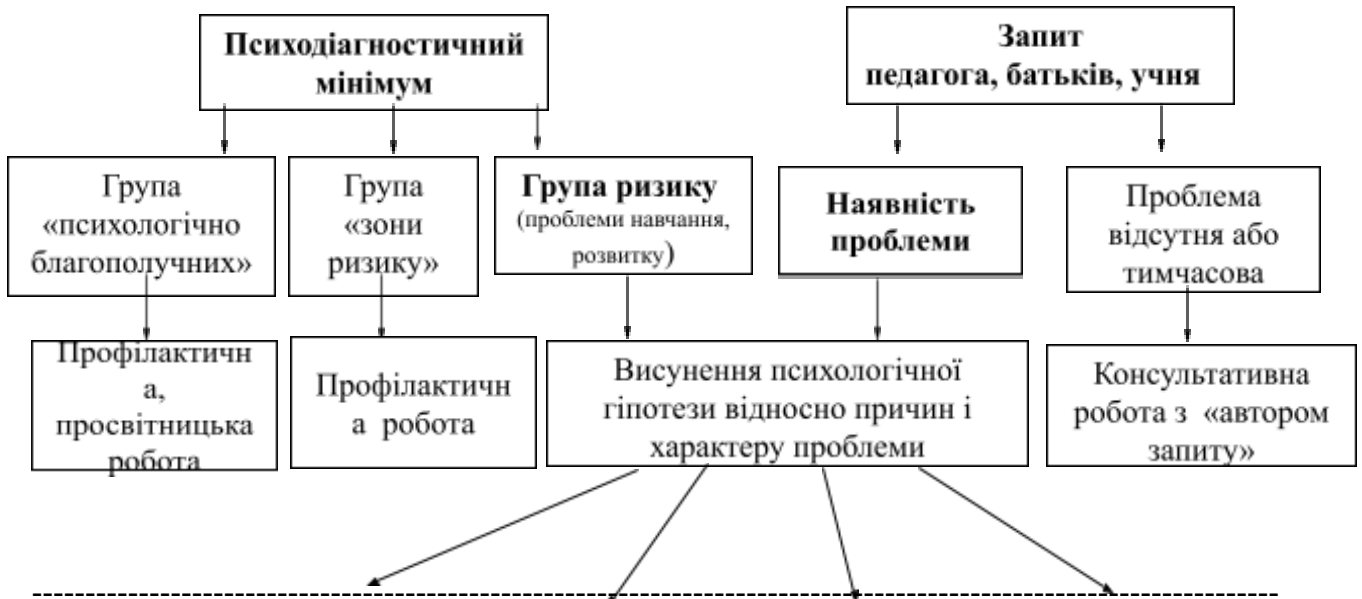 Психодіагностичний
мінімум
Запит
педагога, батьків, учня
Група
«психологічно
благополучних»
Група
«зони
ризику»
Група ризику
(проблеми навчання,
розвитку)
Наявність
проблеми
Проблема
відсутня або
тимчасова
Профілактичн
а,
просвітницька
робота
Профілактичн
а робота
Висунення психологічної
гіпотези відносно причин і
характеру проблеми
Консультативна
робота з «автором
запиту»